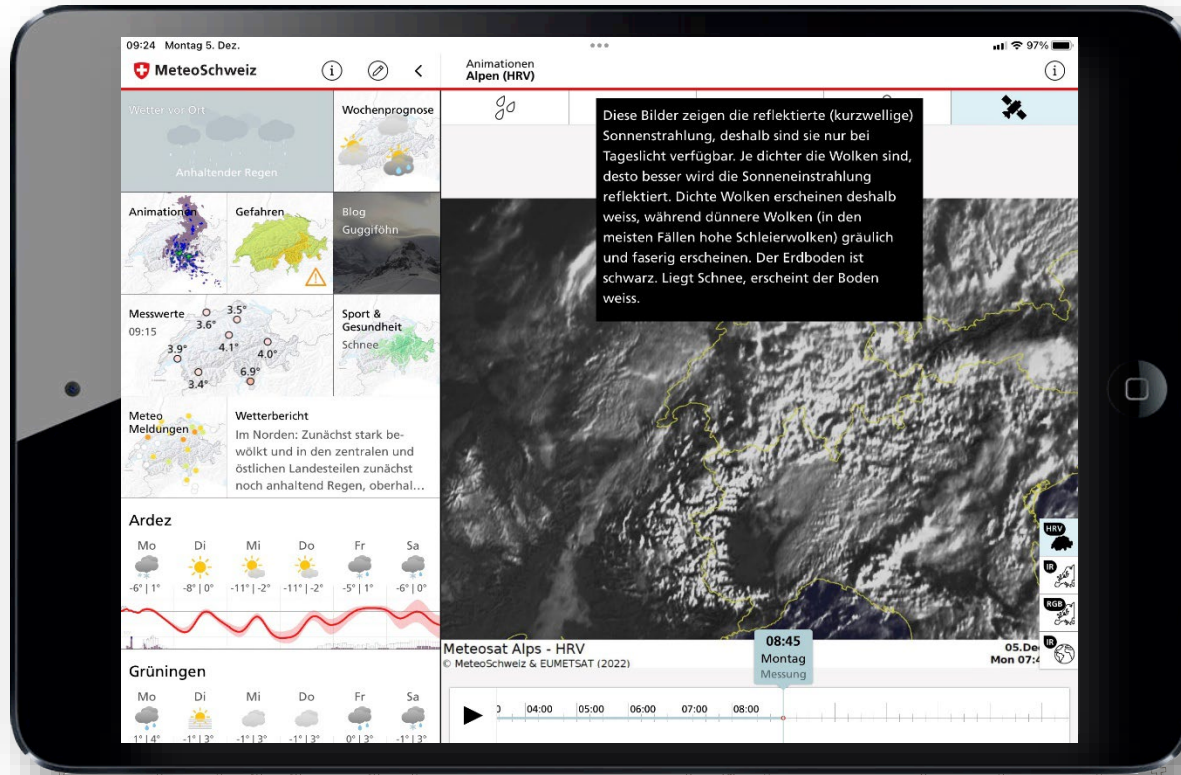 09:24 Montag 5. Dez.
97%
MeteoSchweiz
Animationen
Alpen (HRV)
Wetter vor Ort
Anhaltender Regen
Wochenprognose
Animationen
Gefahren
Blog
Guggiföhn
Messwerte
09:15
3.5°
3.6°
3.9°
4.1°
4.0°
3.4°
6.9°
Sport &
Gesundheit
Schnee
Meteo
Meldungen
Wetterbericht
Im Norden: Zunächst stark be-
wölkt und in den zentralen und
östlichen Landesteilen zunächst
noch anhaltend Regen, oberhal...
Ardez
Mo Di Mi Do Fr Sa
-6° | 1° -8° | 0° -11° | -2° -11° | -2° -5° | 1° -6° | 0°
Grüningen
Mo Di Mi Do Fr Sa
1° | 4° -1° | 3° -1° | 3° -1° | 3° 0° | 3° -1° | 3°
Diese Bilder zeigen die reflektierte (kurzwellige)
Sonnenstrahlung, deshalb sind sie nur bei
Tageslicht verfügbar. Je dichter die Wolken sind,
desto besser wird die Sonneneinstrahlung
reflektiert. Dichte Wolken erscheinen deshalb
weiss, während dünnere Wolken (in den
meisten Fällen hohe Schleierwolken) gräulich
und faserig erscheinen. Der Erdboden ist
schwarz. Liegt Schnee, erscheint der Boden
weiss.
HRV
IR
RGB
IR
Meteosat Alps - HRV
© MeteoSchweiz & EUMETSAT (2022)
05.De
Mon 07:4
08:45
Montag
Messung
04:00 05:00 06:00 07:00 08:00